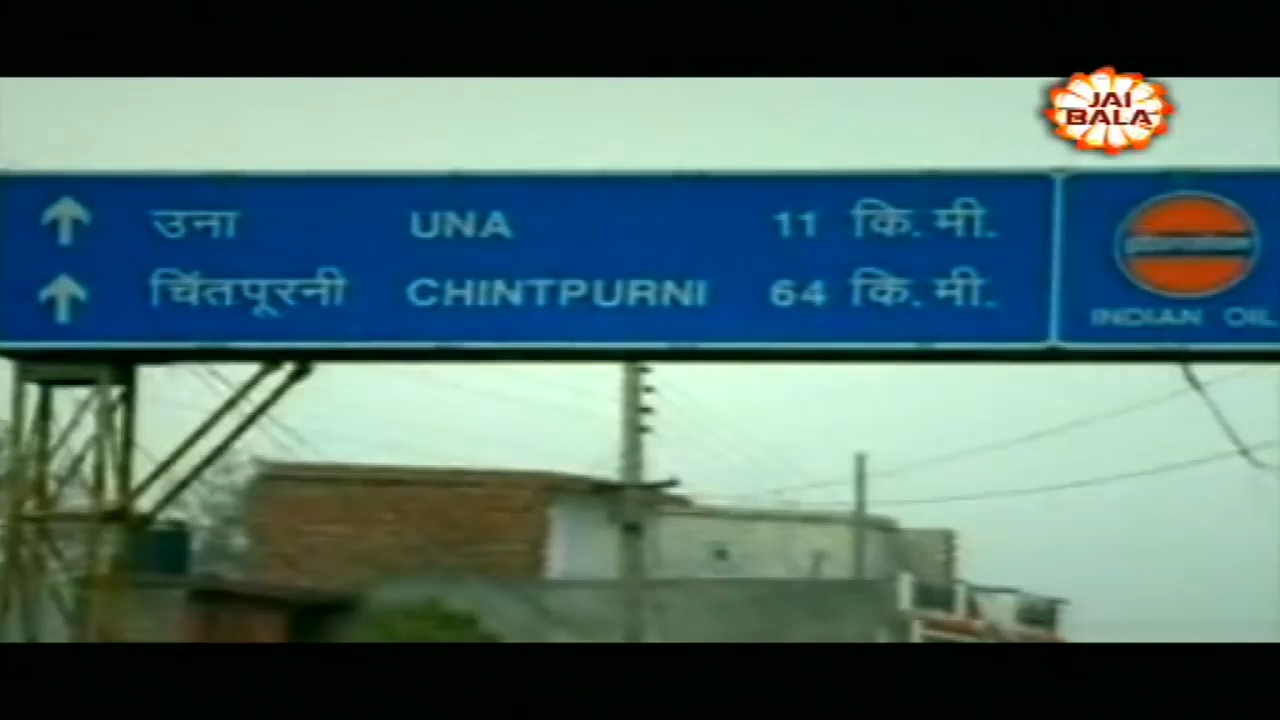 JAI
BALA
उना UNA 11 कि.मी.
चिंतपूरनी CHINTPURNI 64 कि.मी.
INDIAN OIL